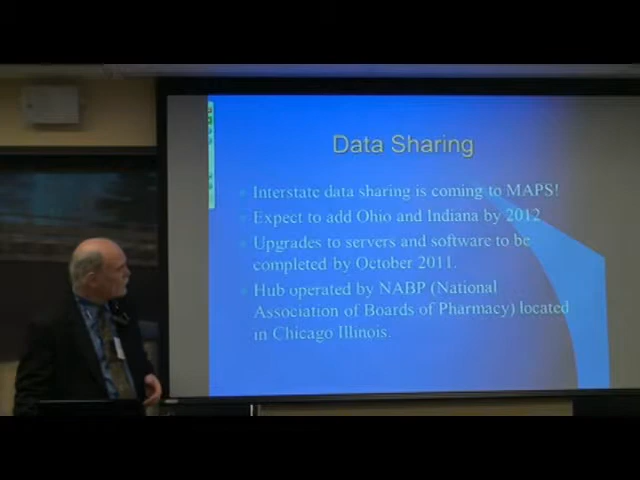 Data Sharing
Interstate data sharing is coming to MAPS!
Expect to add Ohio and Indiana by 2012
Upgrades to servers and software to be
completed by October 2011.
Hub operated by NABP (National
Association of Boards of Pharmacy) located
in Chicago Illinois.